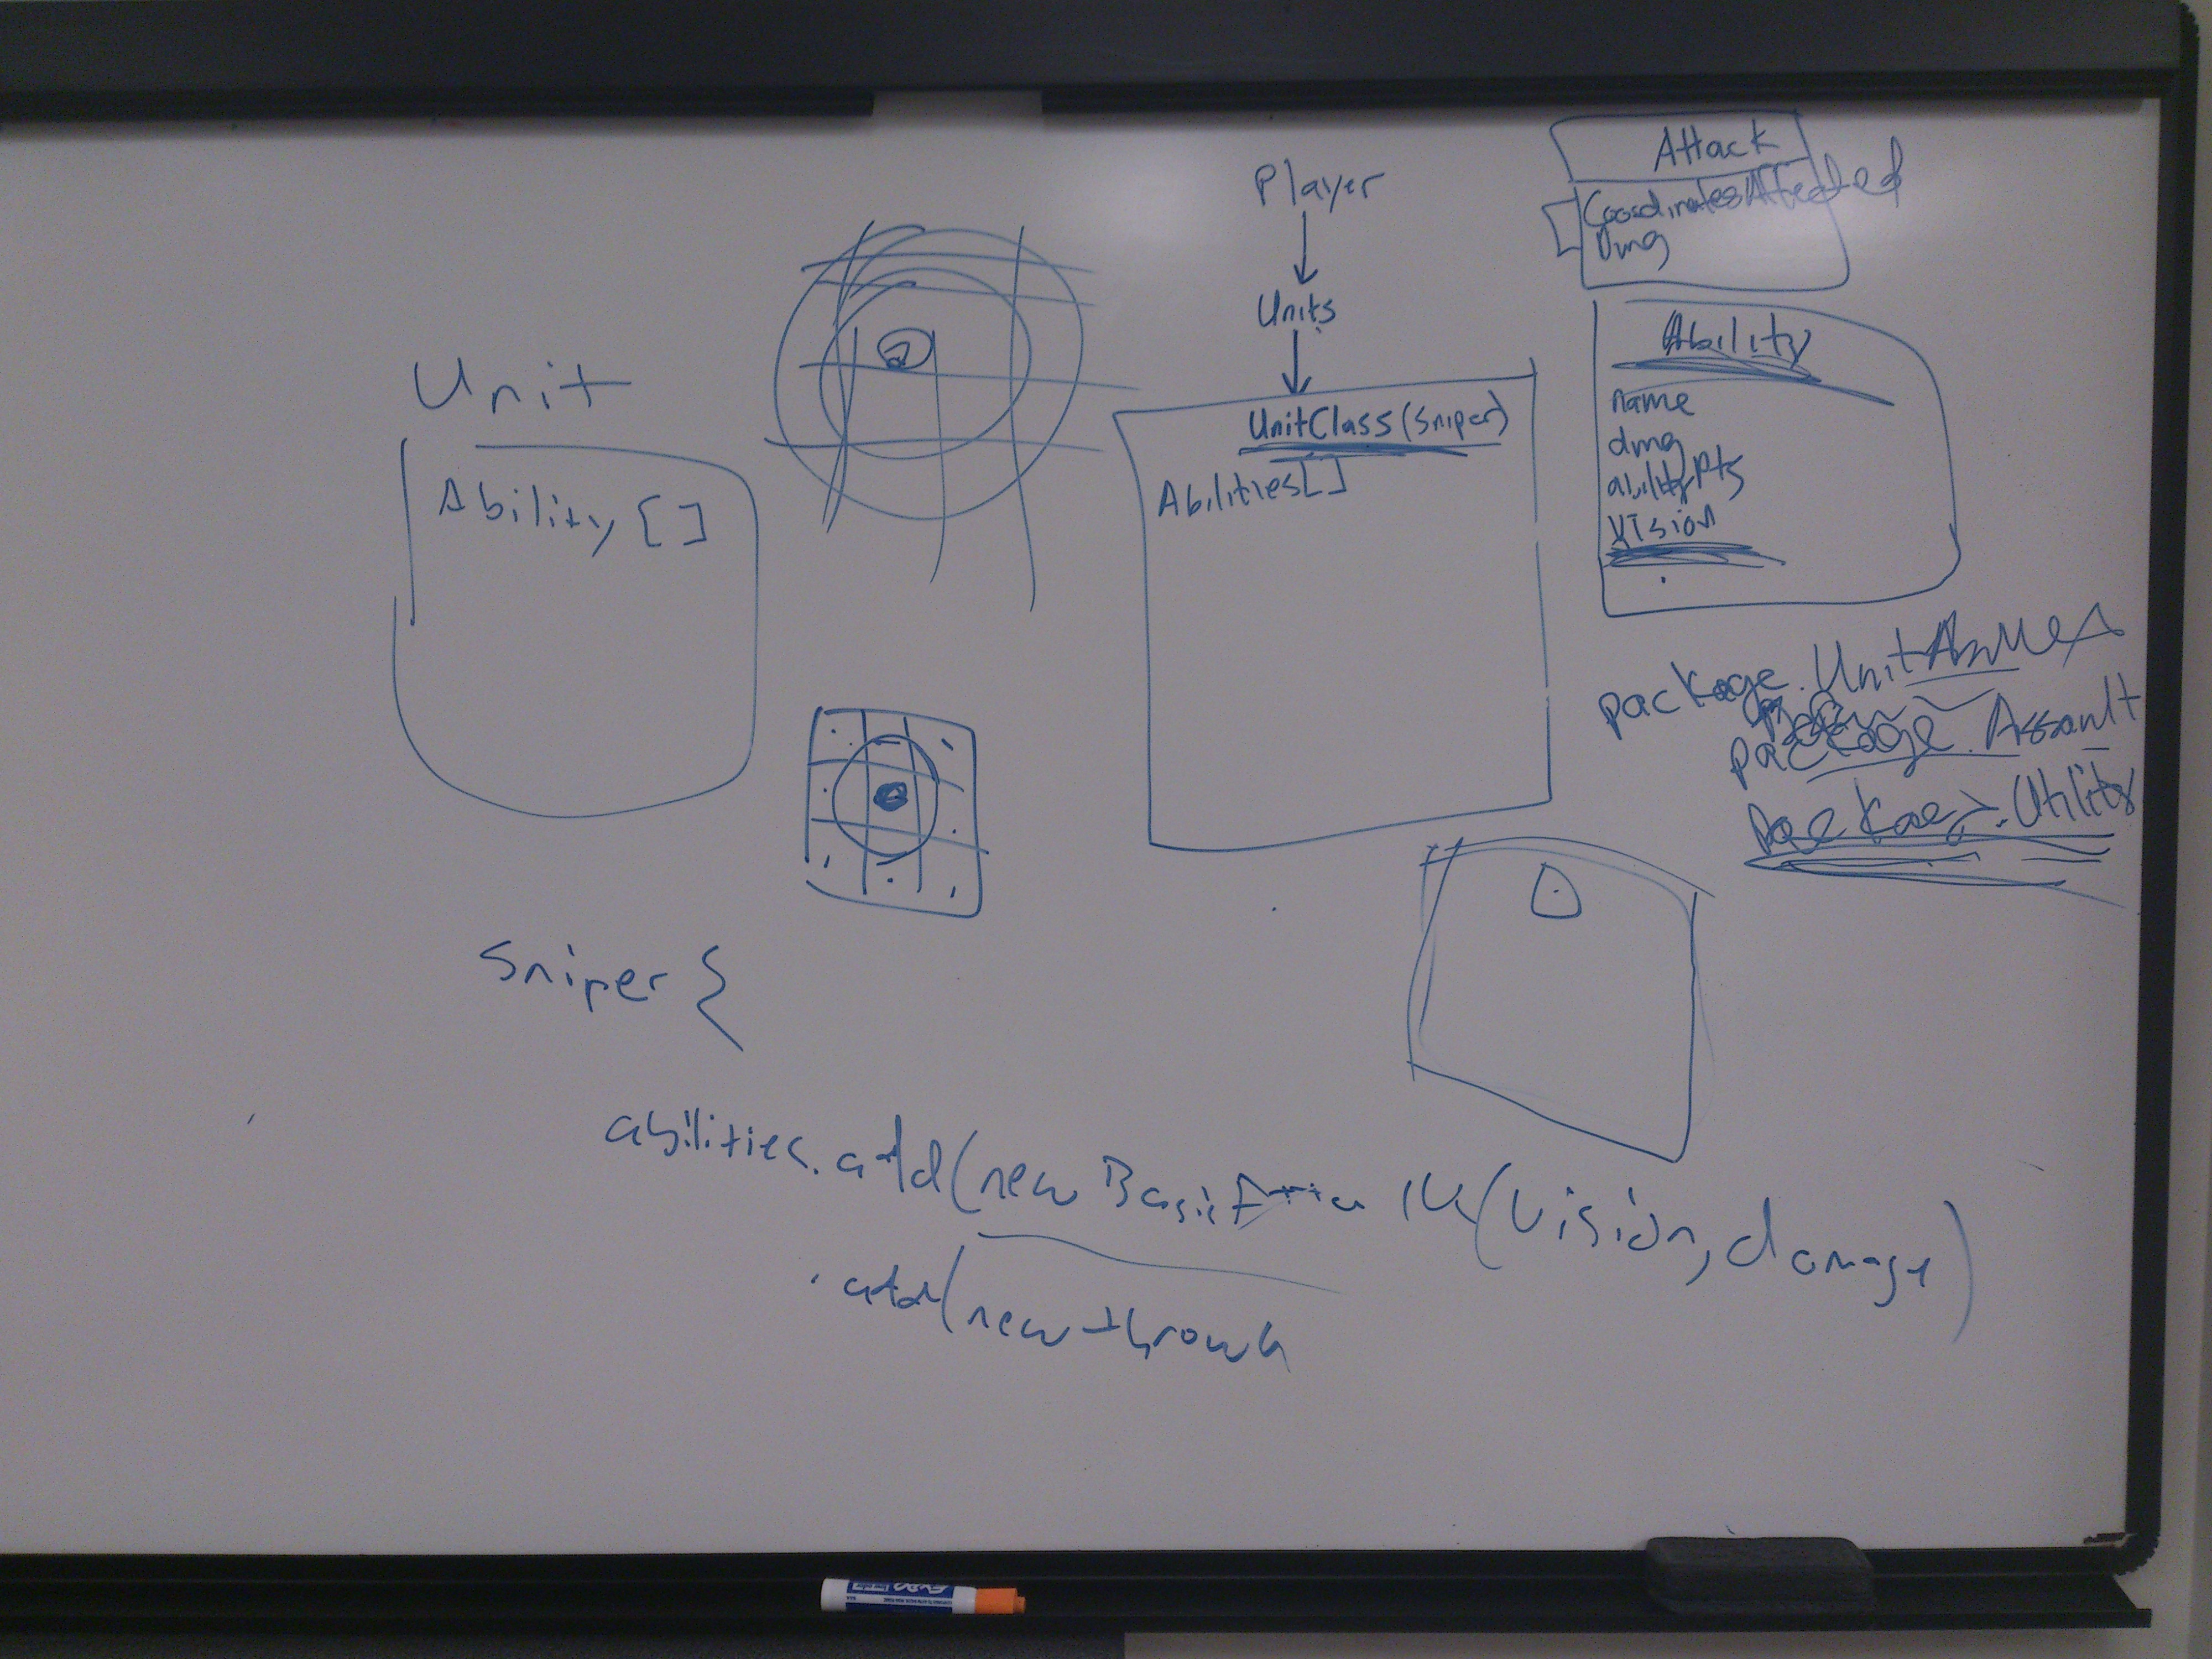 Player
Units
UnitClass(Sniper)
Abilities[]
Attack
CoordinatesAffected
Dmg
Ability
name
dmg
abilityPts
Vision
Unit
Ability []
package.Unit
package.Assault
package.Utility
Sniper {
abilities.add(new BasicAttack(Vision, damage)
.add(new throwh
EXPO